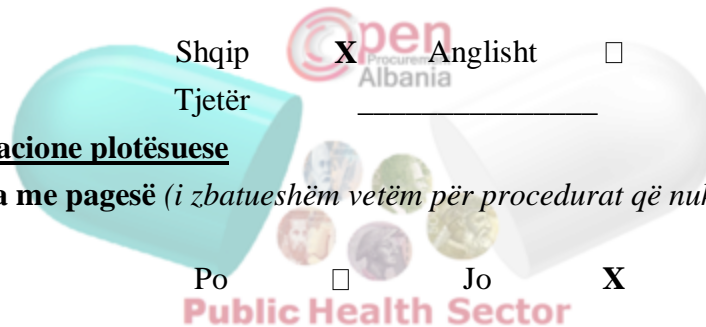 Shqip X Anglisht □
Open
Procurement
Albania
Tjetër _______________
acione plotësuese
a me pagesë (i zbatueshëm vetëm për procedurat që nuk
Po □ Jo X
Public Health Sector